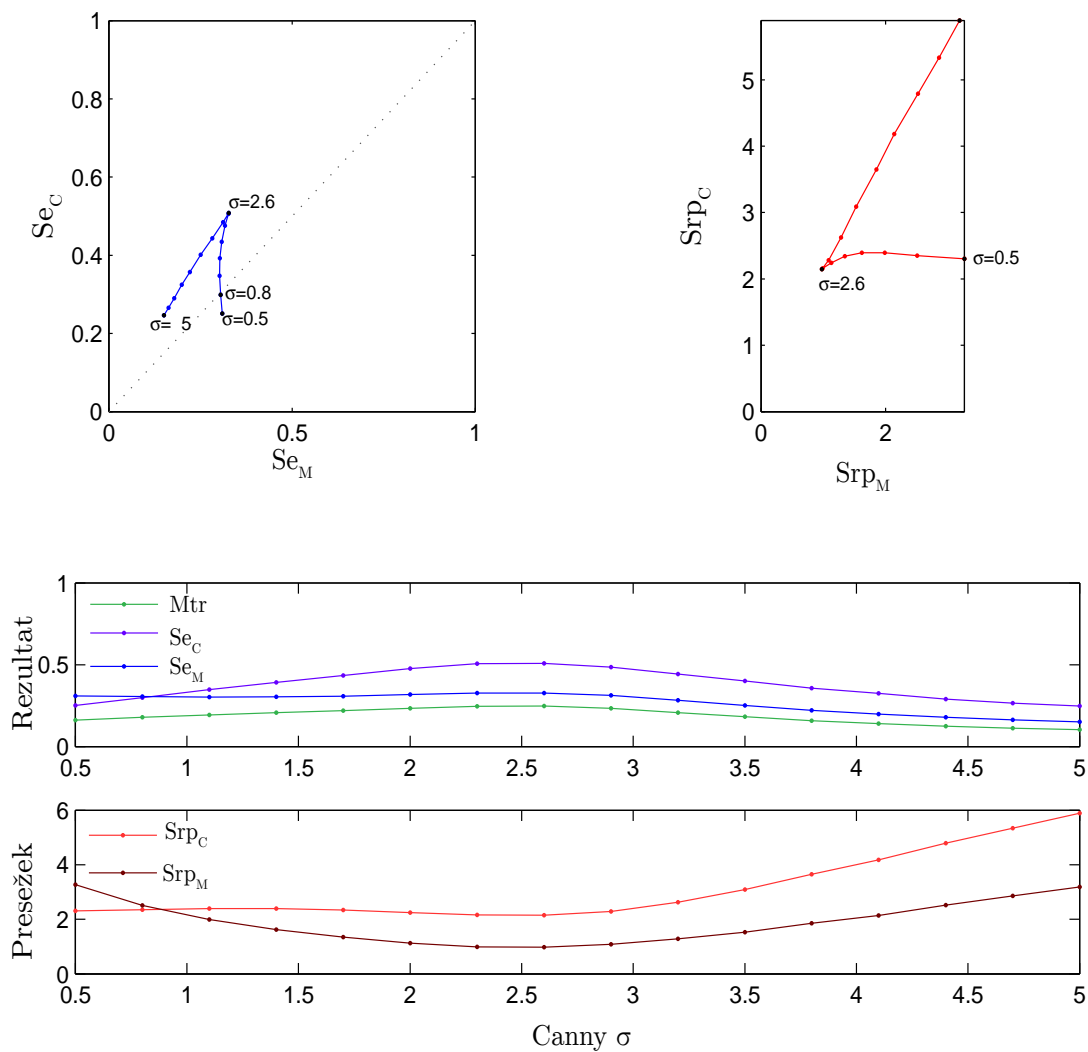 1
0.8
0.6
0.4
0.2
0
0
0.5
1
Se_C
Se_M
σ=2.6
σ=0.8
σ=0.5
σ= 5
5
4
3
2
1
0
0
2
Srp_C
Srp_M
σ=0.5
σ=2.6
Rezultat
1
0.5
0
Mtr
Se_C
Se_M
0.5 1 1.5 2 2.5 3 3.5 4 4.5 5
Presežek
6
4
2
0
Srp_C
Srp_M
0.5 1 1.5 2 2.5 3 3.5 4 4.5 5
Canny σ